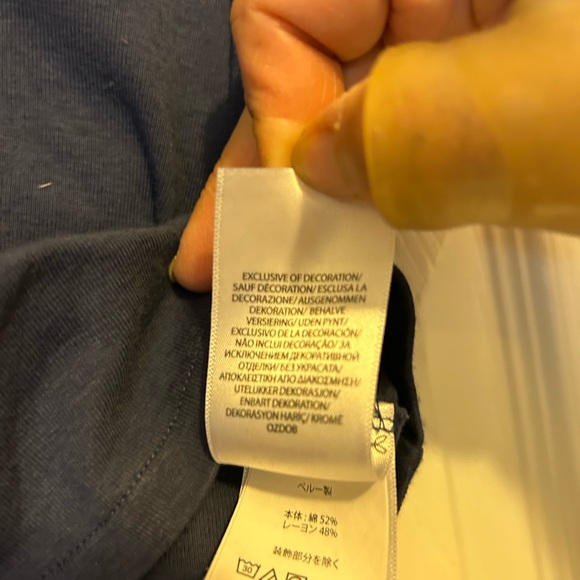 EXCLUSIVE OF DECORATION/
SAUF DÉCORATION/ ESCLUSA LA
DECORAZIONE/ AUSGENOMMEN
DEKORATION/ BEHALVE
VERSIERING/ UDEN PYNT/
EXCLUSIVO DE LA DECORACIÓN/
NÃO INCLUI DECORAÇÃO/ ЗА
ИСКЛЮЧЕНИЕМ ДЕКОРАТИВНОЙ
ОТДЕЛКИ/ БЕЗ УКРАСАТА/
ΑΠΟΚΛΕΙΣΤΙΚΗ ΑΠΟ ΔΙΑΚΟΣΜΗΣΗ/
UTELUKKER DEKORASJON/
ENBART DEKORATION/
DEKORASYON HARİÇ/ KROMĚ
OZDOB
ペルー製
本体 : 綿 52%
レーヨン 48%
装飾部分を除く
30